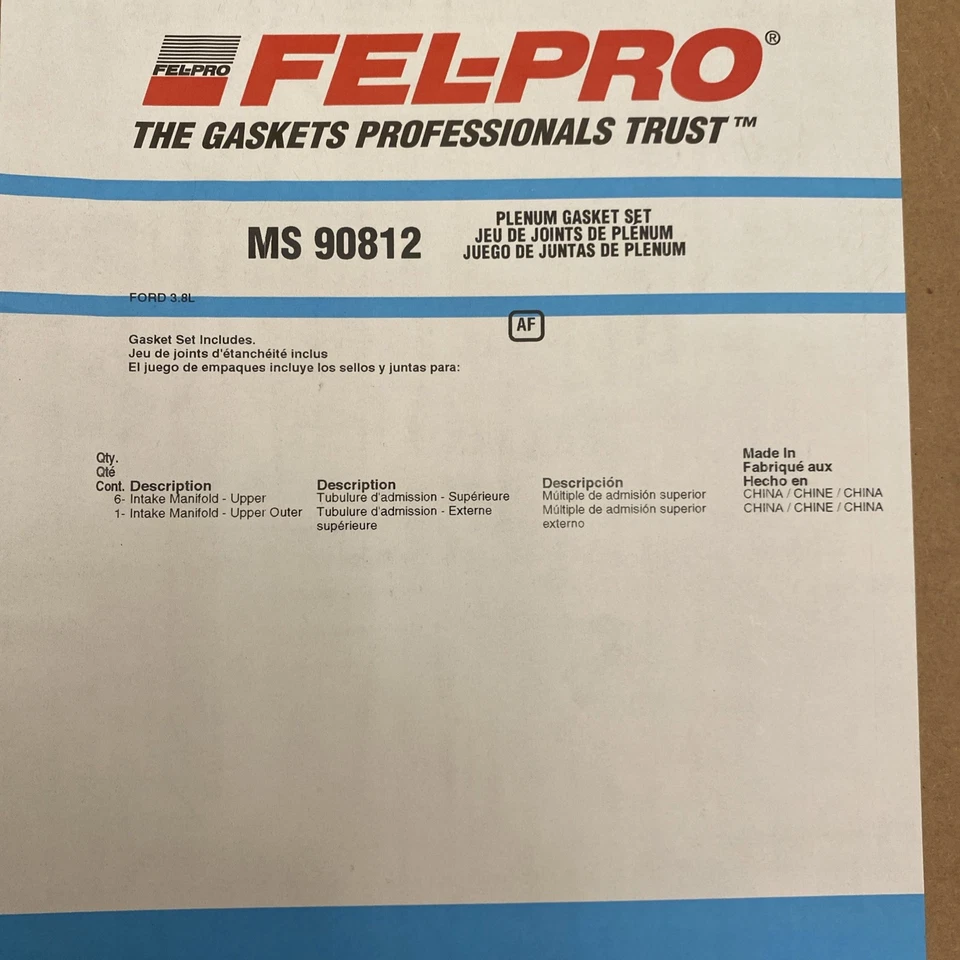 FEL-PRO
FEL-PRO®
THE GASKETS PROFESSIONALS TRUST™
MS 90812
PLENUM GASKET SET
JEU DE JOINTS DE PLÉNUM
JUEGO DE JUNTAS DE PLENUM
FORD 3.8L
AF
Gasket Set Includes.
Jeu de joints d'étanchéité inclus
El juego de empaques incluye los sellos y juntas para:
Qty.
Qté
Cont. Description Description Descripción
Made In
Fabriqué aux
Hecho en
6- Intake Manifold - Upper Tubulure d'admission - Supérieure Múltiple de admisión superior CHINA / CHINE / CHINA
1- Intake Manifold - Upper Outer Tubulure d'admission - Externe Múltiple de admisión superior CHINA / CHINE / CHINA
supérieure externo